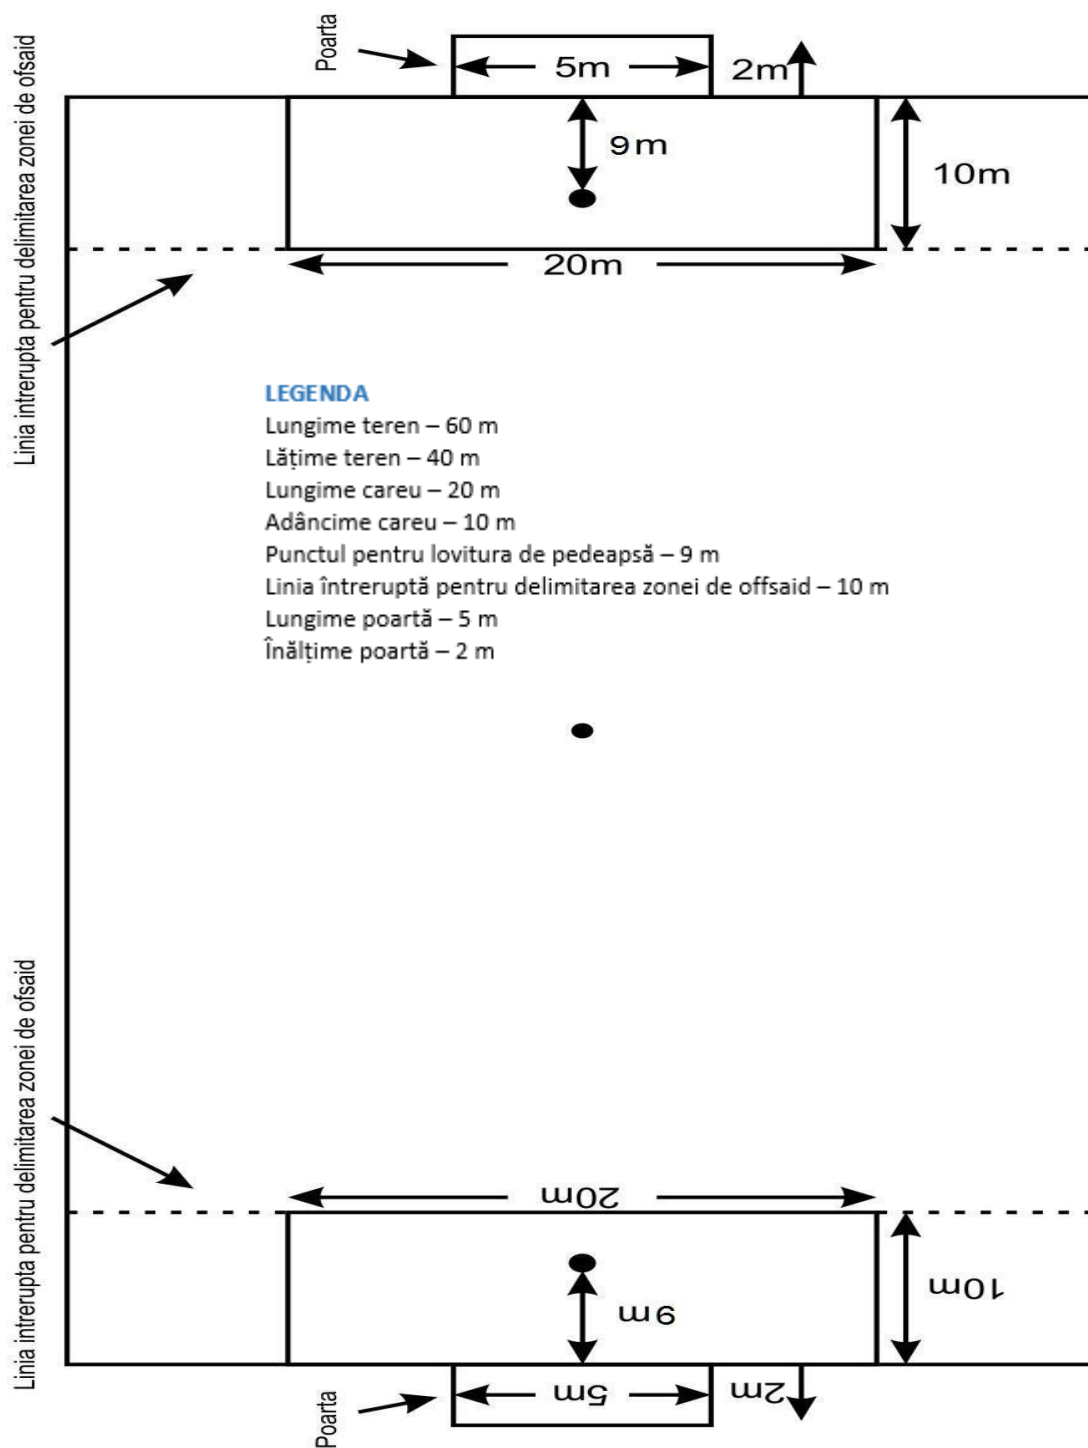 Poarta
5m
2m
Linia intrerupta pentru delimitarea zonei de ofsaid
9m
10m
20m
LEGENDA
Lungime teren – 60 m
Lățime teren – 40 m
Lungime careu – 20 m
Adâncime careu – 10 m
Punctul pentru lovitura de pedeapsă – 9 m
Linia întreruptă pentru delimitarea zonei de offsaid – 10 m
Lungime poartă – 5 m
Înălțime poartă – 2 m
Linia intrerupta pentru delimitarea zonei de ofsaid
20m
10m
9m
5m
2m
Poarta